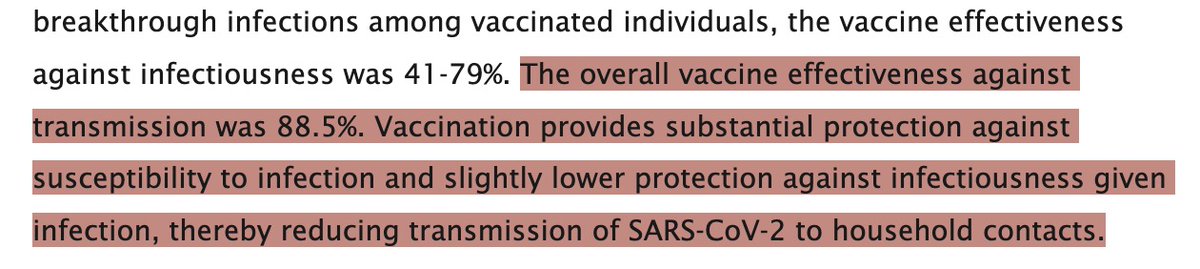 breakthrough infections among vaccinated individuals, the vaccine effectiveness
against infectiousness was 41-79%. The overall vaccine effectiveness against
transmission was 88.5%. Vaccination provides substantial protection against
susceptibility to infection and slightly lower protection against infectiousness given
infection, thereby reducing transmission of SARS-CoV-2 to household contacts.